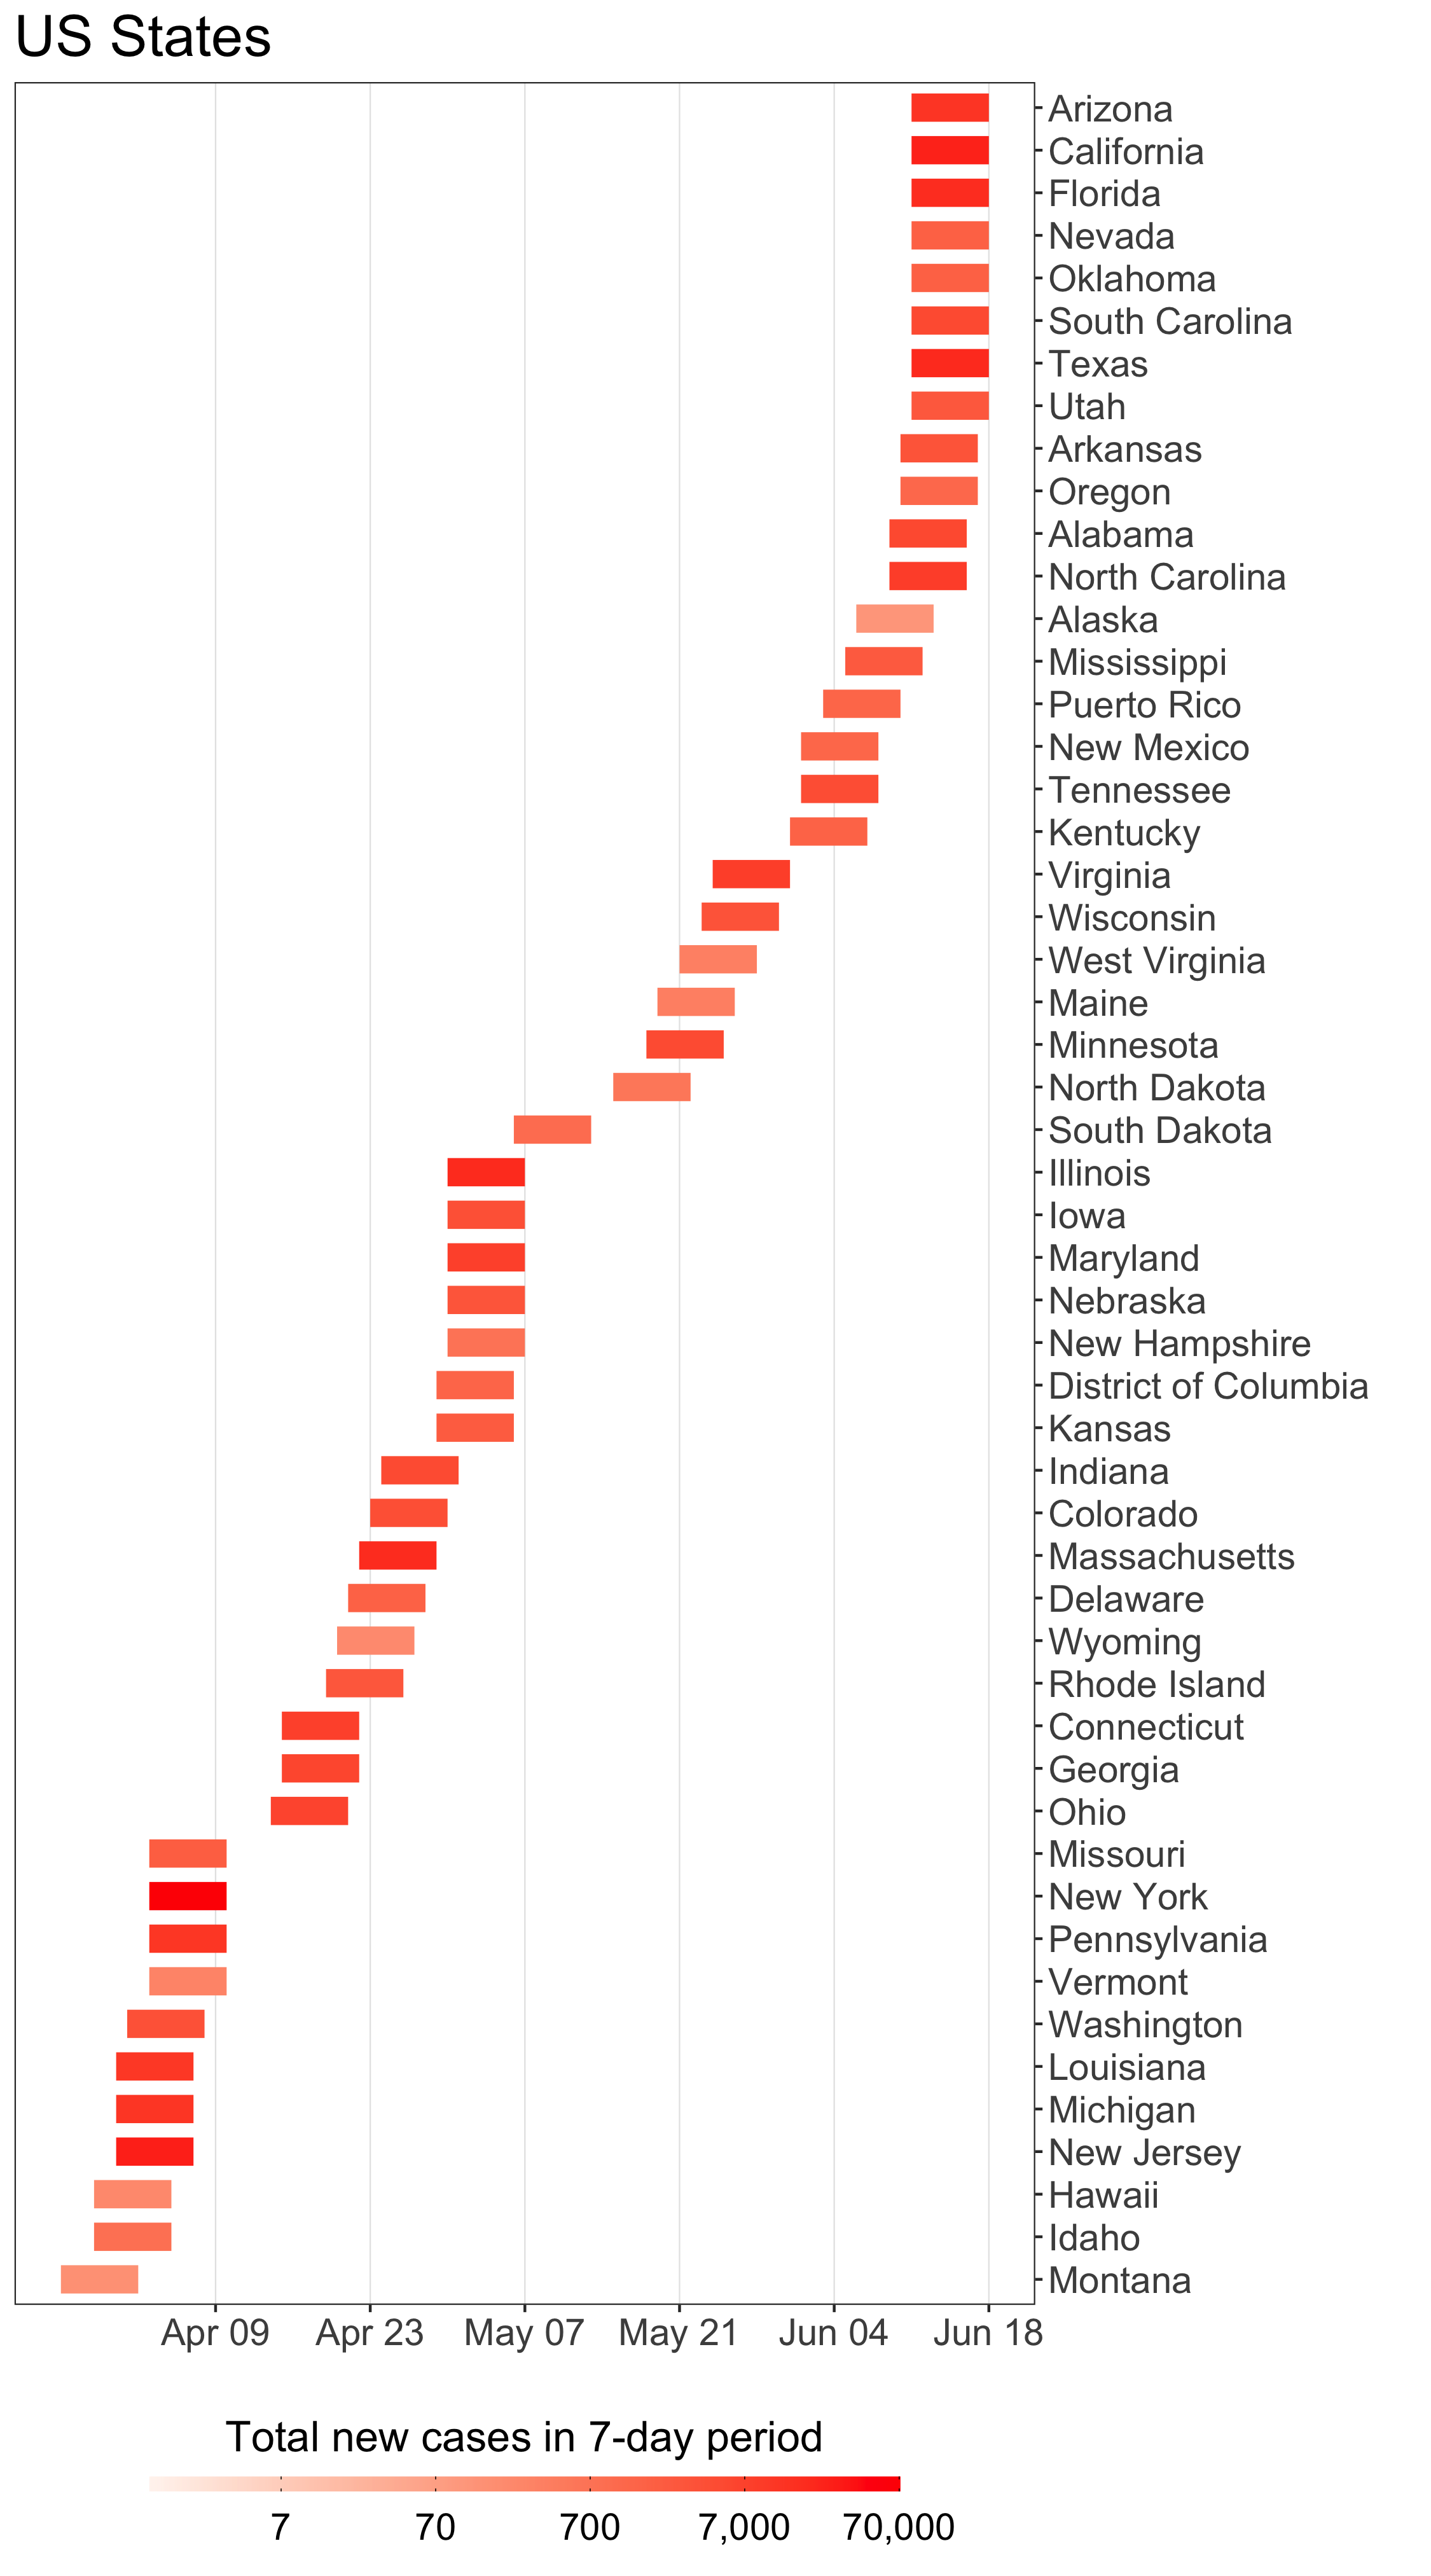 US States
Arizona
California
Florida
Nevada
Oklahoma
South Carolina
Texas
Utah
Arkansas
Oregon
Alabama
North Carolina
Alaska
Mississippi
Puerto Rico
New Mexico
Tennessee
Kentucky
Virginia
Wisconsin
West Virginia
Maine
Minnesota
North Dakota
South Dakota
Illinois
Iowa
Maryland
Nebraska
New Hampshire
District of Columbia
Kansas
Indiana
Colorado
Massachusetts
Delaware
Wyoming
Rhode Island
Connecticut
Georgia
Ohio
Missouri
New York
Pennsylvania
Vermont
Washington
Louisiana
Michigan
New Jersey
Hawaii
Idaho
Montana
Apr 09 Apr 23 May 07 May 21 Jun 04 Jun 18
Total new cases in 7-day period
7 70 700 7,000 70,000